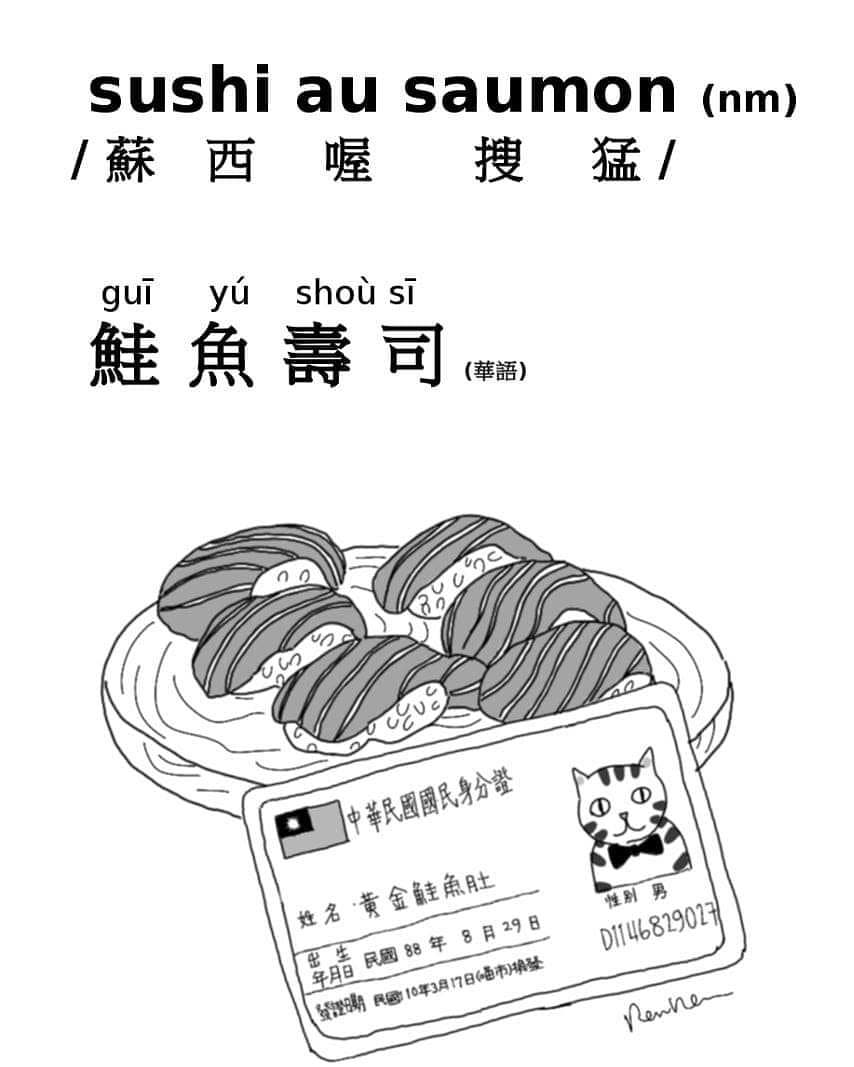 sushi au saumon (nm)
/ 蘇 西 喔 搜 猛 /
guī yú shoù sī
鮭 魚 壽 司 (華語)
中華民國國民身分證
姓名:黃金鮭魚肚
出生年月日 民國 88 年 8 月 29 日
發證日期 民國110年3月17日(喵市)換發
性別 男
D1146829027
RenRen